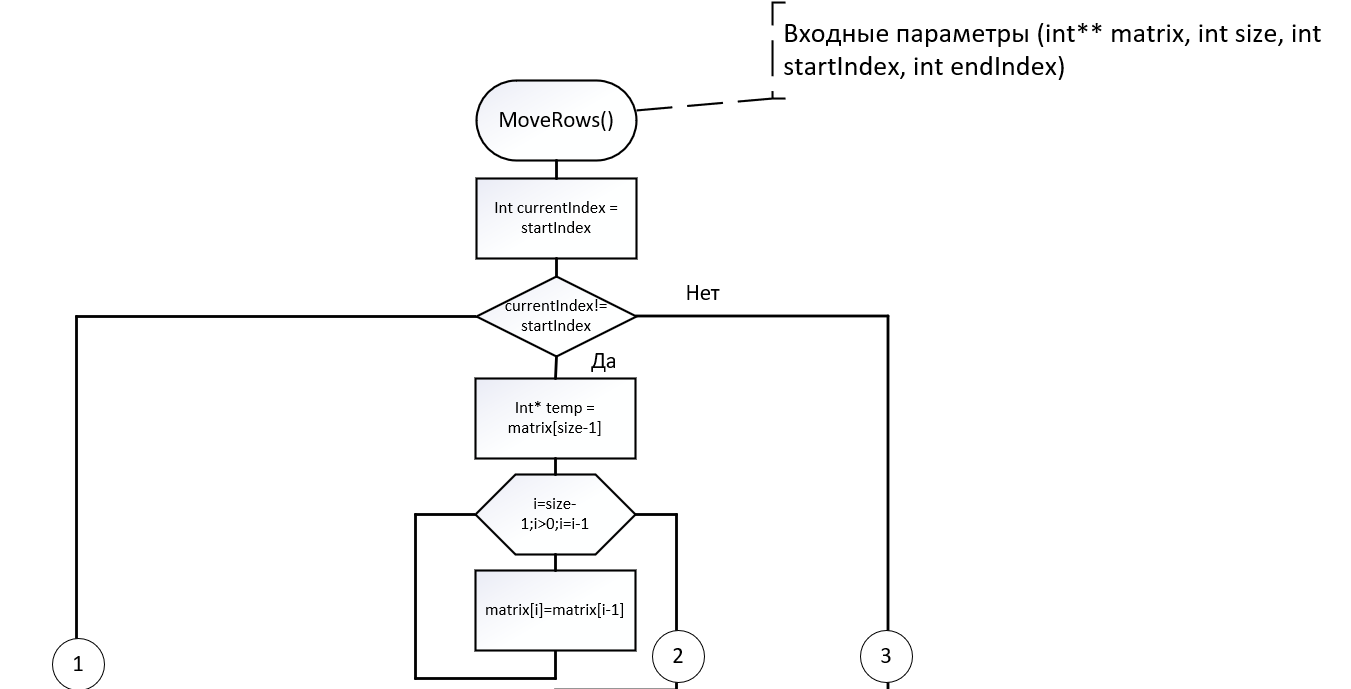 Входные параметры (int** matrix, int size, int
startIndex, int endIndex)
MoveRows()
Int currentIndex =
startIndex
currentIndex!=
startIndex
Нет
Да
Int* temp =
matrix[size-1]
i=size-
1;i>0;i=i-1
matrix[i]=matrix[i-1]
1
2
3